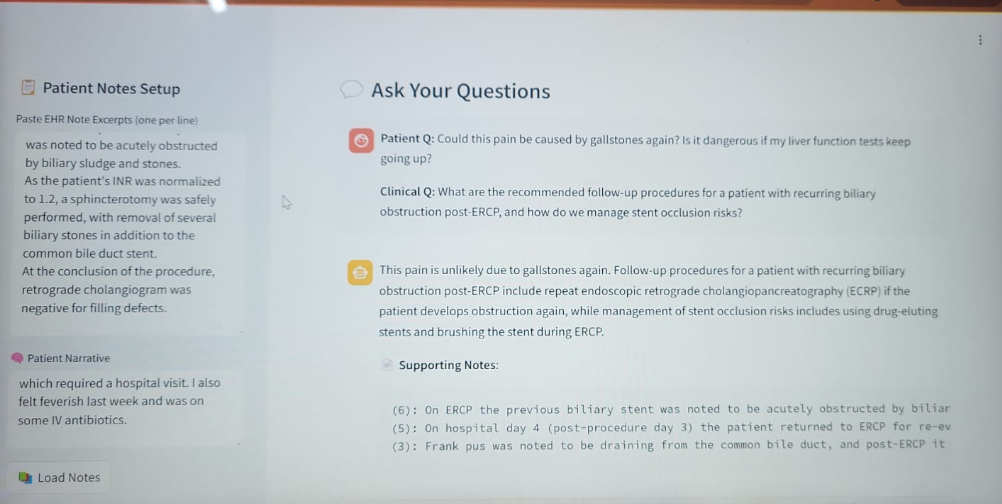 Patient Notes Setup
Paste EHR Note Excerpts (one per line)
was noted to be acutely obstructed
by biliary sludge and stones.
As the patient's INR was normalized
to 1.2, a sphincterotomy was safely
performed, with removal of several
biliary stones in addition to the
common bile duct stent.
At the conclusion of the procedure,
retrograde cholangiogram was
negative for filling defects.
Patient Narrative
which required a hospital visit. I also
felt feverish last week and was on
some IV antibiotics.
Load Notes
Ask Your Questions
Patient Q: Could this pain be caused by gallstones again? Is it dangerous if my liver function tests keep
going up?
Clinical Q: What are the recommended follow-up procedures for a patient with recurring biliary
obstruction post-ERCP, and how do we manage stent occlusion risks?
This pain is unlikely due to gallstones again. Follow-up procedures for a patient with recurring biliary
obstruction post-ERCP include repeat endoscopic retrograde cholangiopancreatography (ECRP) if the
patient develops obstruction again, while management of stent occlusion risks includes using drug-eluting
stents and brushing the stent during ERCP.
Supporting Notes:
(6): On ERCP the previous biliary stent was noted to be acutely obstructed by biliar
(5): On hospital day 4 (post-procedure day 3) the patient returned to ERCP for re-ev
(3): Frank pus was noted to be draining from the common bile duct, and post-ERCP it